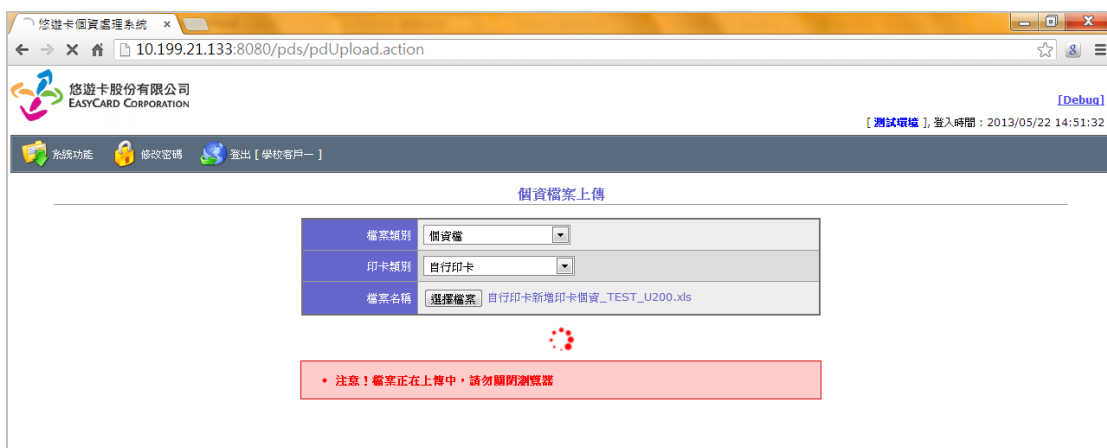 悠遊卡個資處理系統
10.199.21.133:8080/pds/pdUpload.action
悠遊卡股份有限公司
EASYCARD CORPORATION
[Debug]
[ 測試環境 ], 登入時間：2013/05/22 14:51:32
系統功能 修改密碼 登出 [ 學校客戶一 ]
個資檔案上傳
檔案類別 個資檔
印卡類別 自行印卡
檔案名稱 選擇檔案 自行印卡新增印卡個資_TEST_U200.xls
• 注意！檔案正在上傳中，請勿關閉瀏覽器